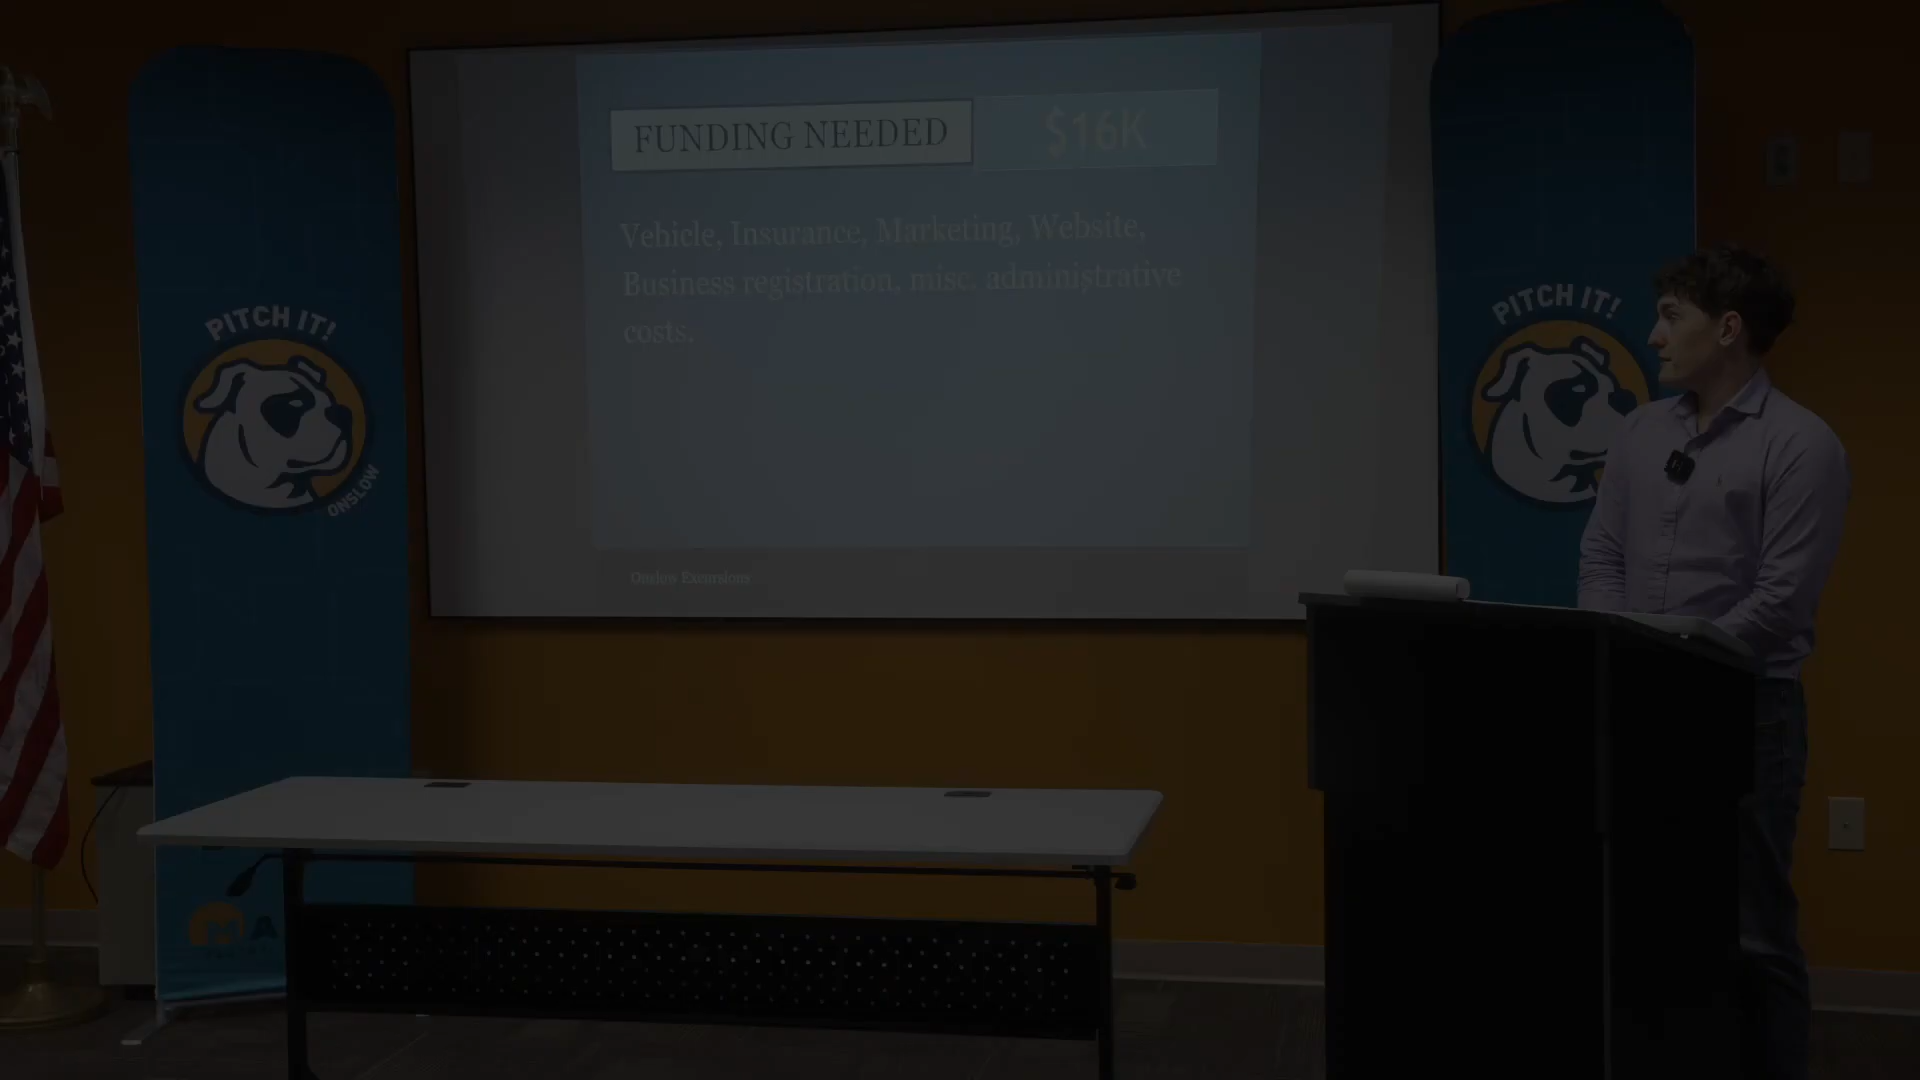 FUNDING NEEDED
$16K
Vehicle, Insurance, Marketing, Website,
Business registration, misc. administrative
costs.
Onslow Excursions
PITCH IT!
ONSLOW
PITCH IT!